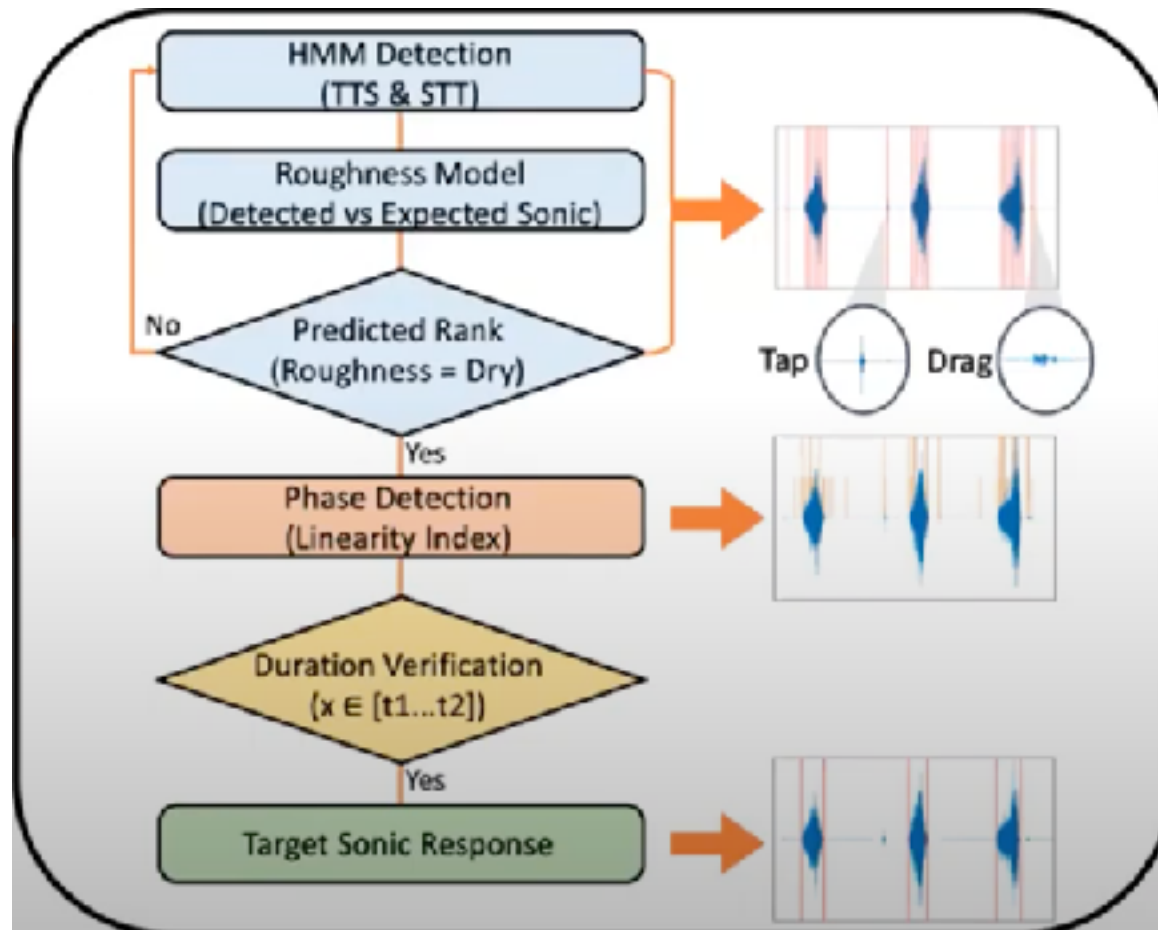 HMM Detection
(TTS & STT)
Roughness Model
(Detected vs Expected Sonic)
No
Predicted Rank
(Roughness = Dry)
Tap
Drag
Yes
Phase Detection
(Linearity Index)
Duration Verification
(x ∈ [t1...t2])
Yes
Target Sonic Response